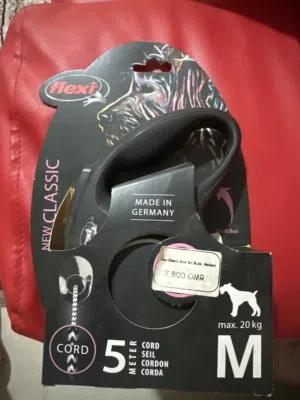 flexi
NEW CLASSIC
MADE IN
GERMANY
7.800 OMR
max. 20 kg
CORD
5
METER
CORD
SEIL
CORDON
CORDA
M